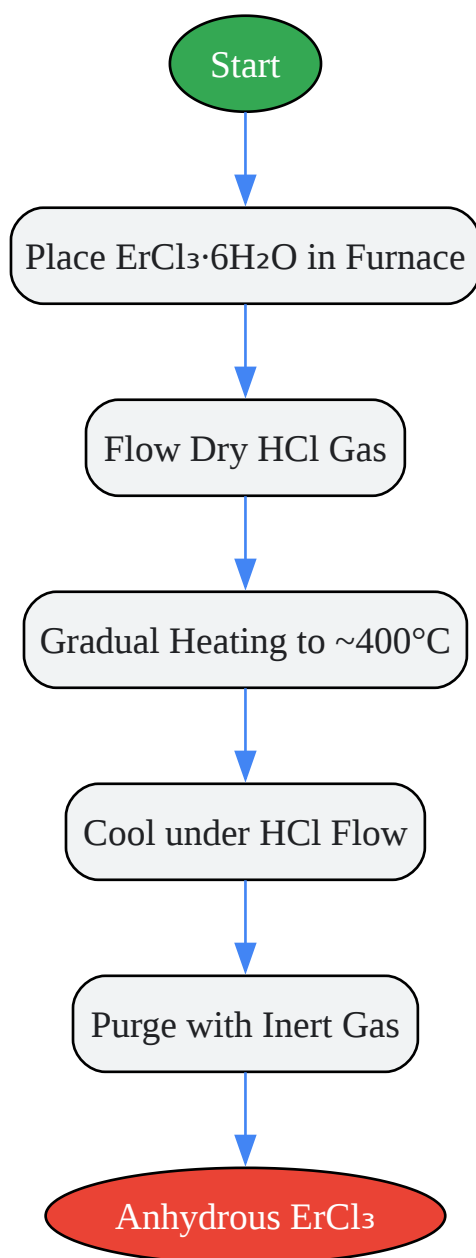 Start
Place ErCl₃·6H₂O in Furnace
Flow Dry HCl Gas
Gradual Heating to ~400°C
Cool under HCl Flow
Purge with Inert Gas
Anhydrous ErCl₃